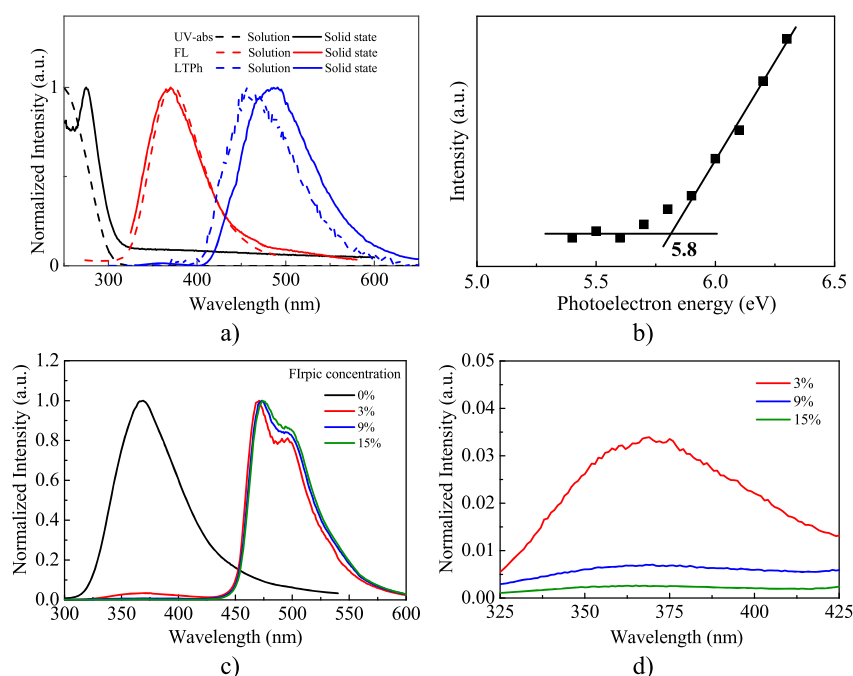 UV-abs Solution Solid state
FL Solution Solid state
LTPh Solution Solid state
Normalized Intensity (a.u.)
1
0
300 400 500 600
Wavelength (nm)
a)
Intensity (a.u.)
5.8
5.0 5.5 6.0 6.5
Photoelectron energy (eV)
b)
Normalized Intensity (a.u.)
1.2
1.0
0.8
0.6
0.4
0.2
0.0
FIrpic concentration
0%
3%
9%
15%
300 350 400 450 500 550 600
Wavelength (nm)
c)
Normalized Intensity (a.u.)
0.05
0.04
0.03
0.02
0.01
0.00
3%
9%
15%
325 350 375 400 425
Wavelength (nm)
d)